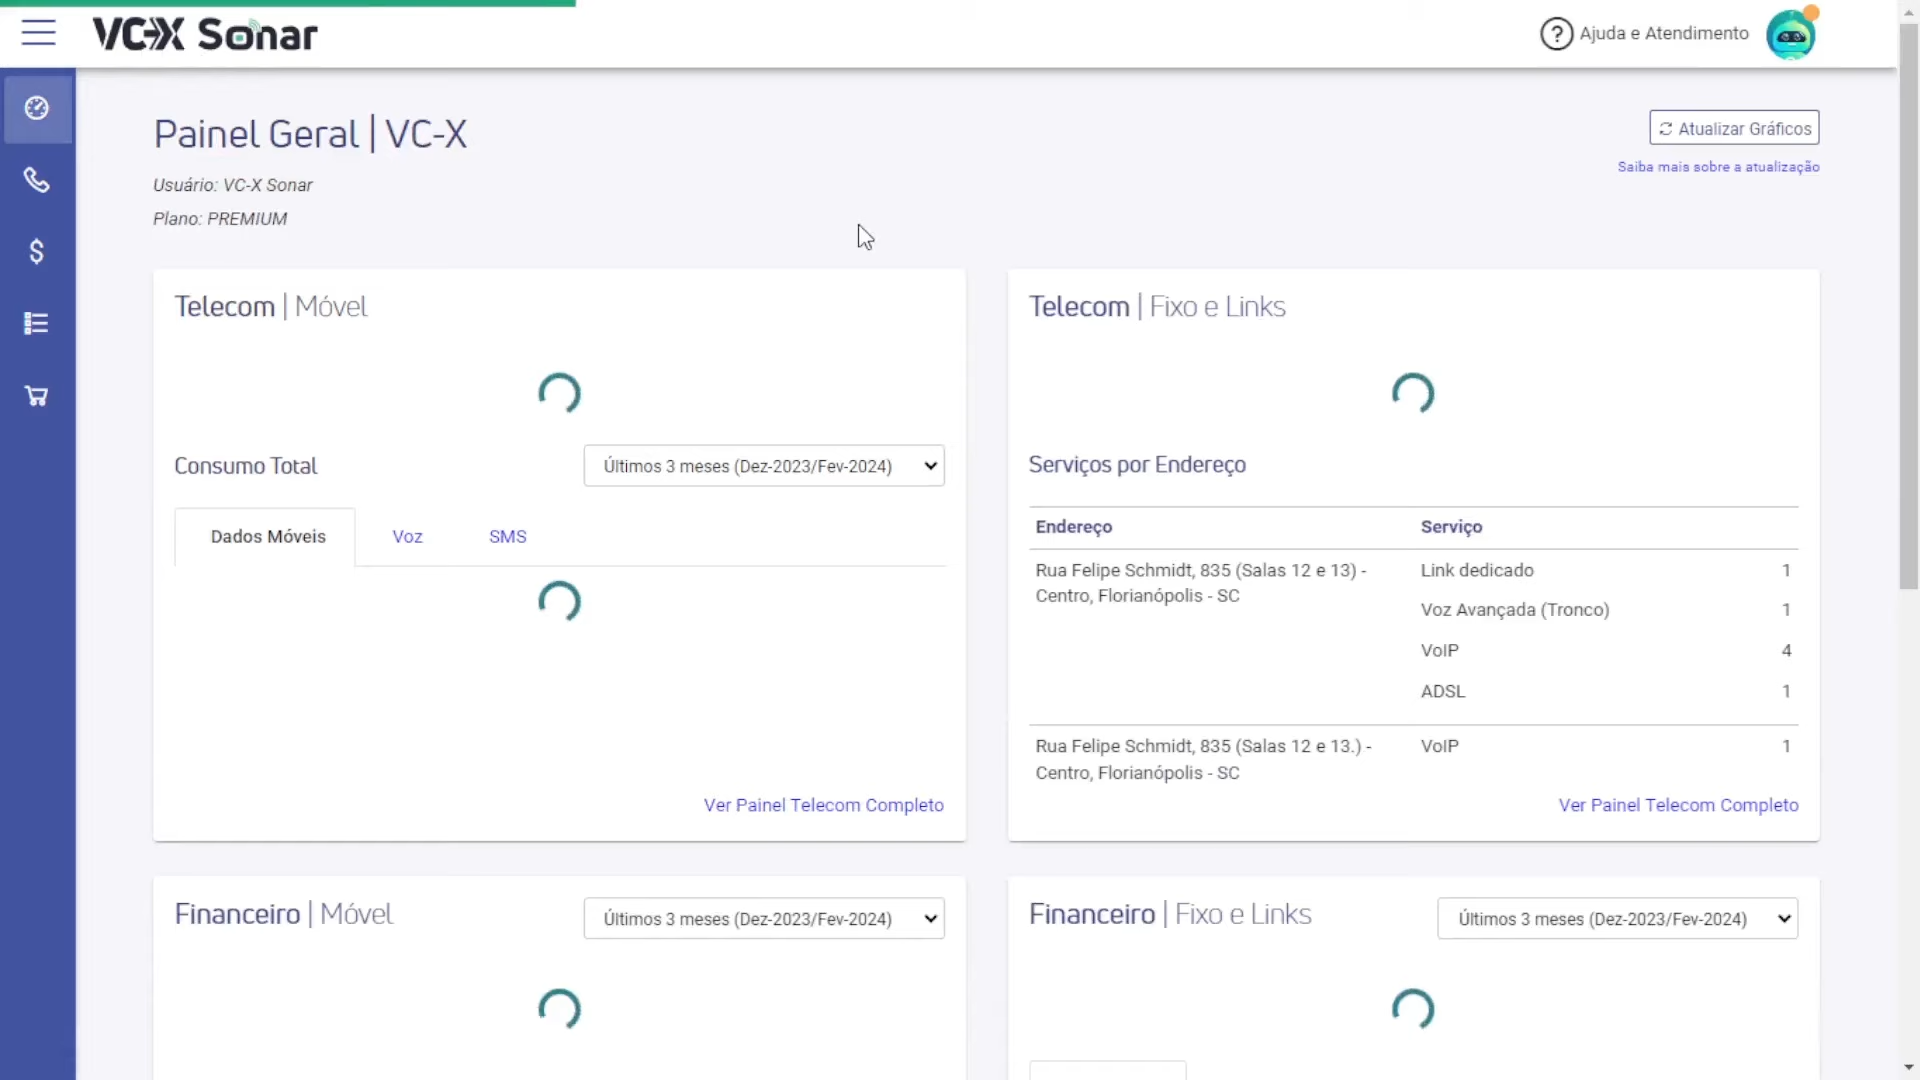 VC-X Sonar
? Ajuda e Atendimento
Painel Geral | VC-X
Atualizar Gráficos
Saiba mais sobre a atualização
Usuário: VC-X Sonar
Plano: PREMIUM
Telecom | Móvel
Consumo Total
Últimos 3 meses (Dez-2023/Fev-2024)
Dados Móveis Voz SMS
Ver Painel Telecom Completo
Telecom | Fixo e Links
Serviços por Endereço
Endereço Serviço
Rua Felipe Schmidt, 835 (Salas 12 e 13) - Link dedicado 1
Centro, Florianópolis - SC
Voz Avançada (Tronco) 1
VoIP 4
ADSL 1
Rua Felipe Schmidt, 835 (Salas 12 e 13.) - VoIP 1
Centro, Florianópolis - SC
Ver Painel Telecom Completo
Financeiro | Móvel
Últimos 3 meses (Dez-2023/Fev-2024)
Financeiro | Fixo e Links
Últimos 3 meses (Dez-2023/Fev-2024)